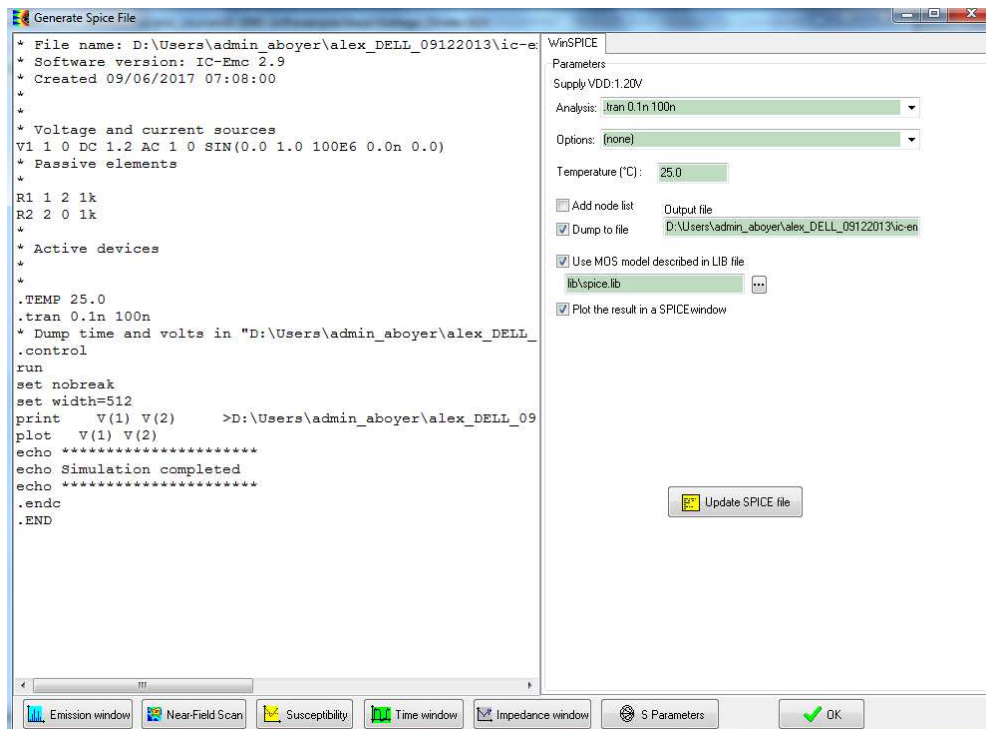 Generate Spice File
* File name: D:\Users\admin_aboyer\alex_DELL_09122013\ic-e
* Software version: IC-Emc 2.9
* Created 09/06/2017 07:08:00
*
*
* Voltage and current sources
V1 1 0 DC 1.2 AC 1 0 SIN(0.0 1.0 100E6 0.0n 0.0)
* Passive elements
*
R1 1 2 1k
R2 2 0 1k
*
* Active devices
*
*
.TEMP 25.0
.tran 0.1n 100n
* Dump time and volts in "D:\Users\admin_aboyer\alex_DELL_
.control
run
set nobreak
set width=512
print V(1) V(2) >D:\Users\admin_aboyer\alex_DELL_09
plot V(1) V(2)
echo **********************
echo Simulation completed
echo **********************
.endc
.END
WinSPICE
Parameters
Supply VDD:1.20V
Analysis: .tran 0.1n 100n
Options: (none)
Temperature (°C) : 25.0
Add node list
Output file
Dump to file D:\Users\admin_aboyer\alex_DELL_09122013\ic-en
Use MOS model described in LIB file
lib\spice.lib ...
Plot the result in a SPICE window
Update SPICE file
Emission window Near-Field Scan Susceptibility Time window Impedance window S Parameters OK